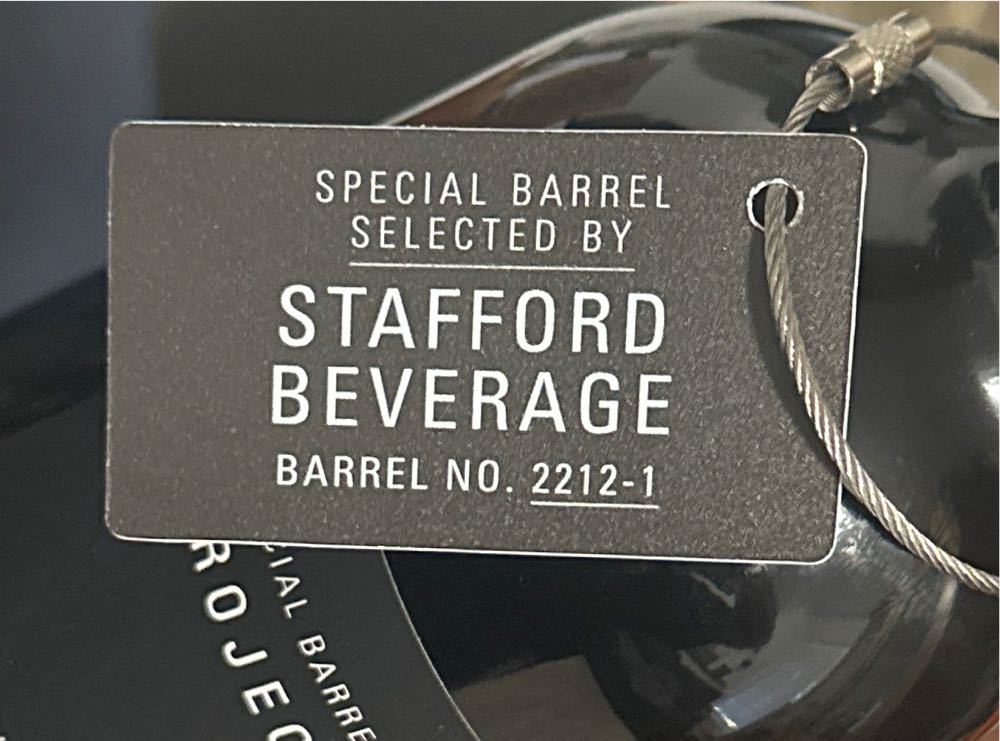 SPECIAL BARREL
SELECTED BY
STAFFORD
BEVERAGE
BARREL NO. 2212-1